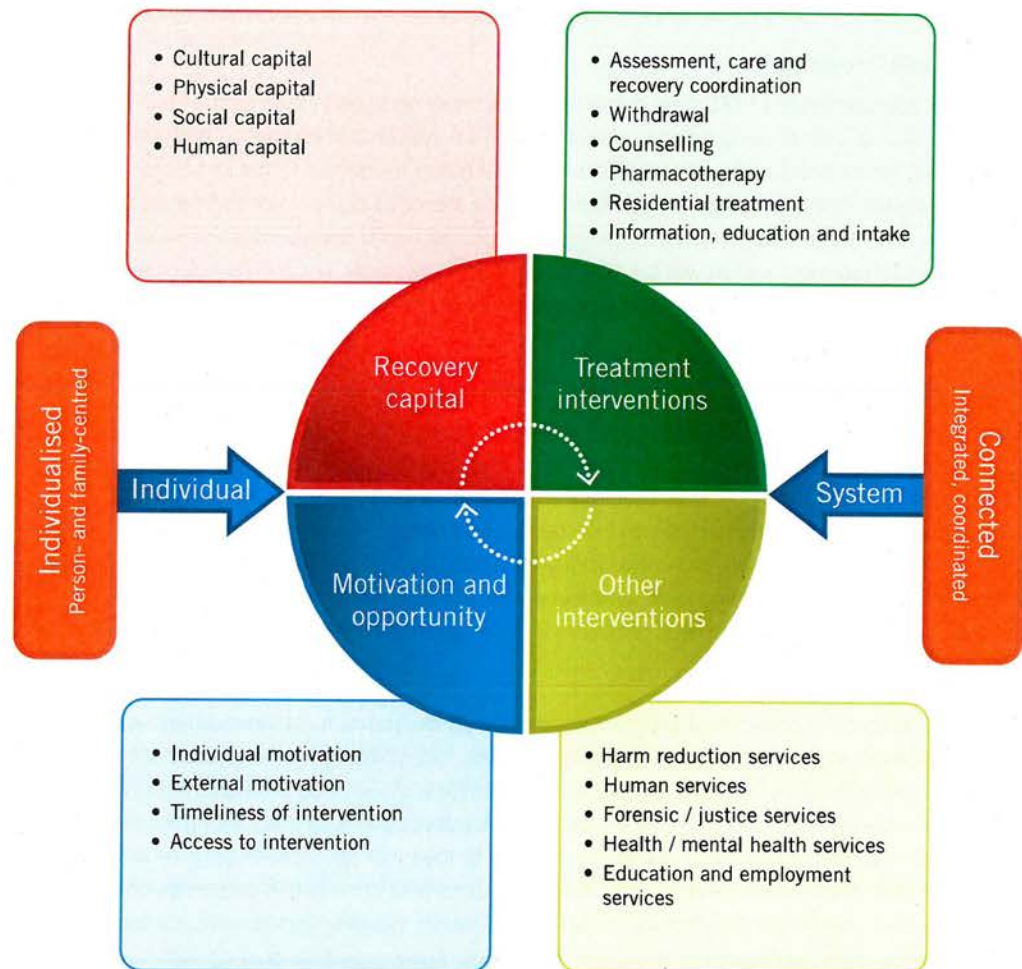 • Cultural capital
• Physical capital
• Social capital
• Human capital
• Assessment, care and
recovery coordination
• Withdrawal
• Counselling
• Pharmacotherapy
• Residential treatment
• Information, education and intake
Individualised
Person- and family-centred
Individual
Recovery
capital
Treatment
interventions
Motivation and
opportunity
Other
interventions
System
Connected
Integrated, coordinated
• Individual motivation
• External motivation
• Timeliness of intervention
• Access to intervention
• Harm reduction services
• Human services
• Forensic / justice services
• Health / mental health services
• Education and employment
services